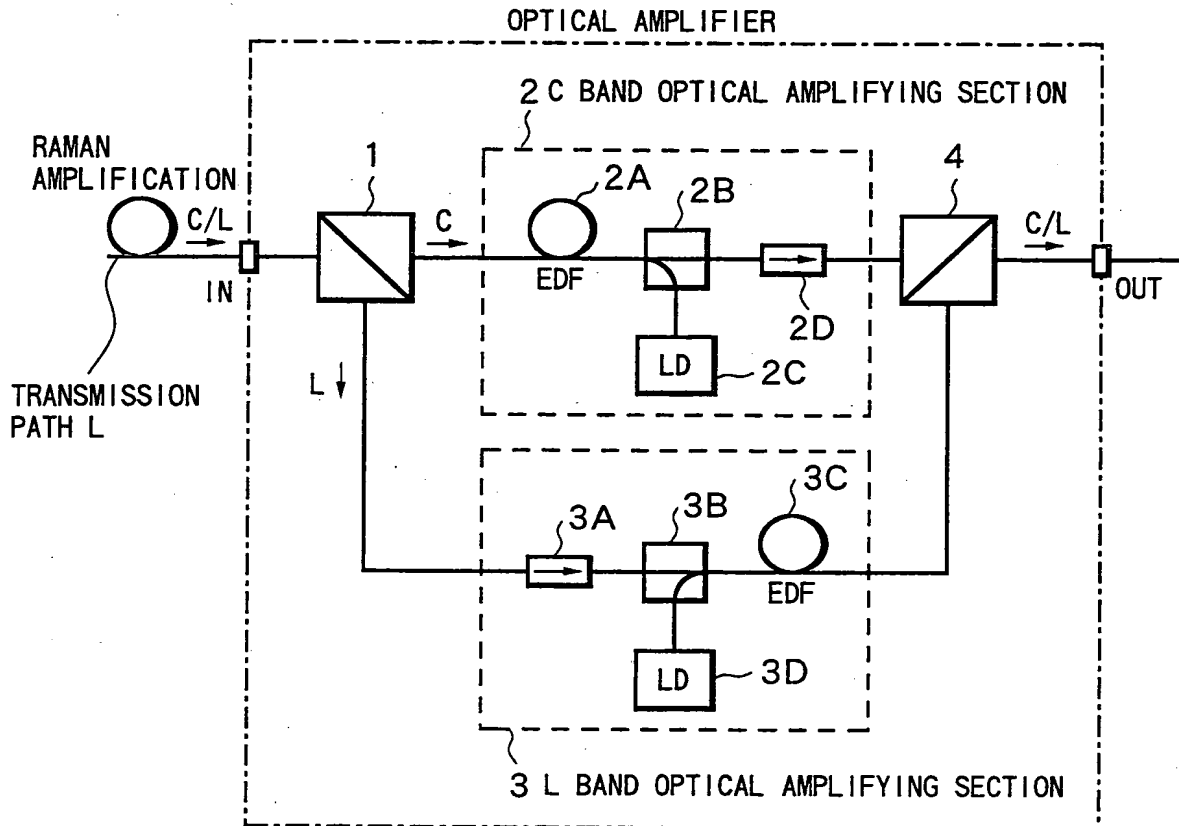 OPTICAL AMPLIFIER
2 C BAND OPTICAL AMPLIFYING SECTION
RAMAN
AMPLIFICATION
1
2A
2B
4
C/L
C
C/L
IN
EDF
2D
OUT
LD
2C
L
TRANSMISSION
PATH L
3A
3B
3C
EDF
LD
3D
3 L BAND OPTICAL AMPLIFYING SECTION